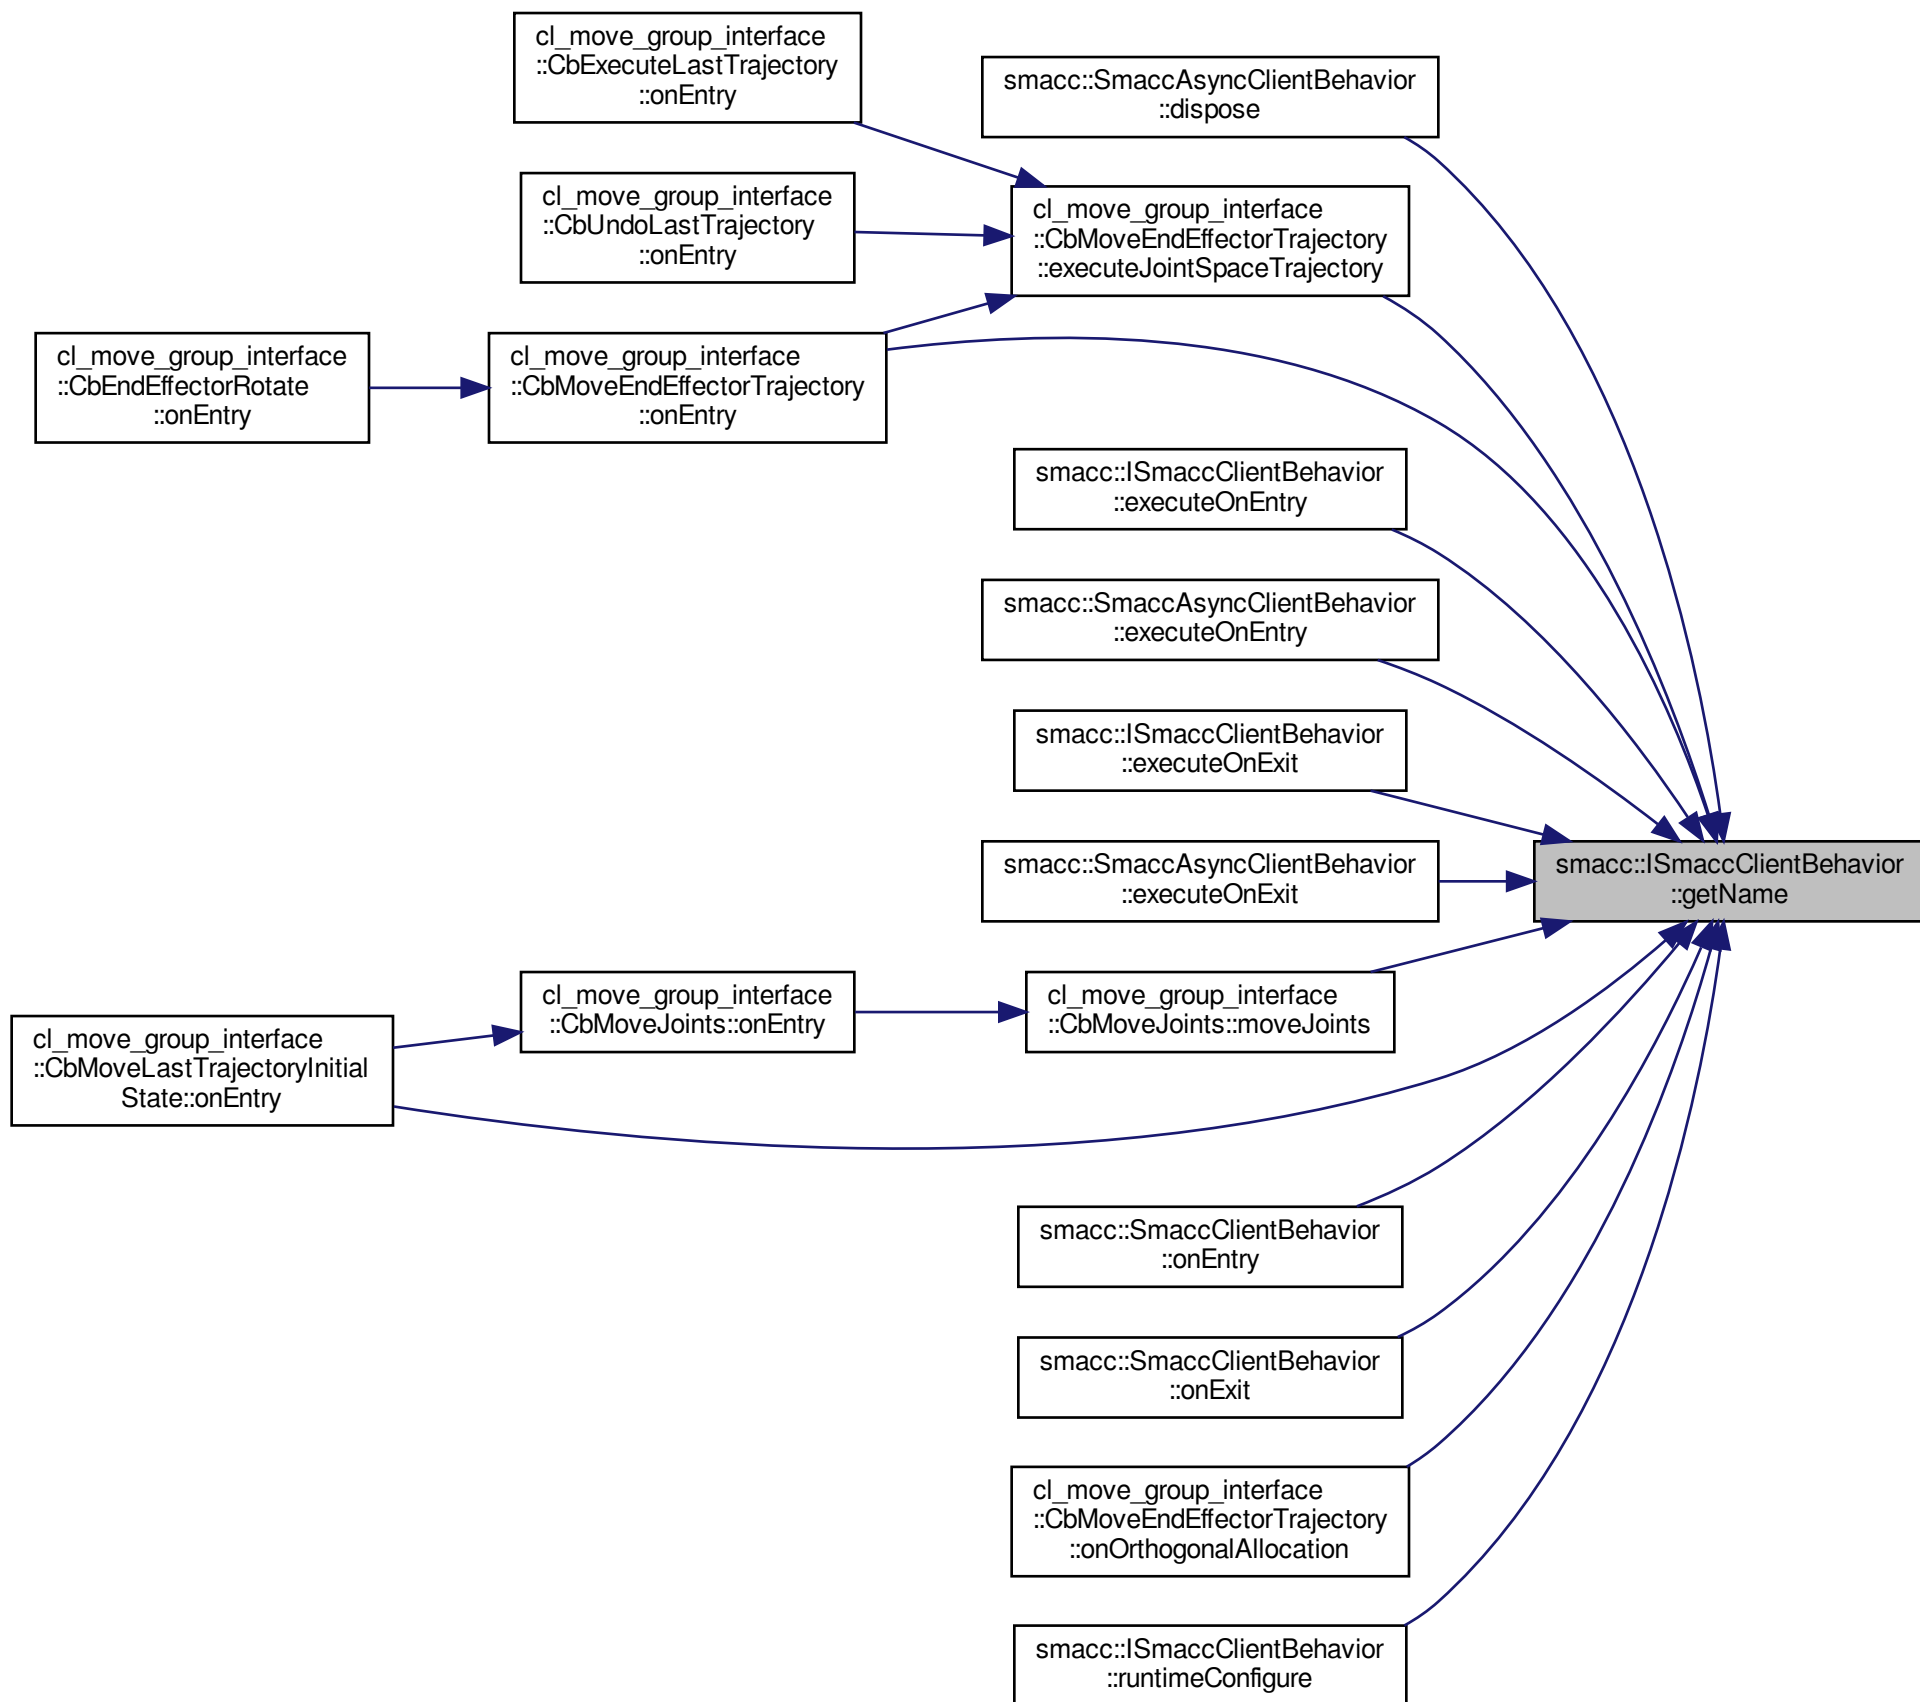 cl_move_group_interface
::CbExecuteLastTrajectory
::onEntry
smacc::SmaccAsyncClientBehavior
::dispose
cl_move_group_interface
::CbUndoLastTrajectory
::onEntry
cl_move_group_interface
::CbMoveEndEffectorTrajectory
::executeJointSpaceTrajectory
cl_move_group_interface
::CbEndEffectorRotate
::onEntry
cl_move_group_interface
::CbMoveEndEffectorTrajectory
::onEntry
smacc::ISmaccClientBehavior
::executeOnEntry
smacc::SmaccAsyncClientBehavior
::executeOnEntry
smacc::ISmaccClientBehavior
::executeOnExit
smacc::SmaccAsyncClientBehavior
::executeOnExit
smacc::ISmaccClientBehavior
::getName
cl_move_group_interface
::CbMoveLastTrajectoryInitial
State::onEntry
cl_move_group_interface
::CbMoveJoints::onEntry
cl_move_group_interface
::CbMoveJoints::moveJoints
smacc::SmaccClientBehavior
::onEntry
smacc::SmaccClientBehavior
::onExit
cl_move_group_interface
::CbMoveEndEffectorTrajectory
::onOrthogonalAllocation
smacc::ISmaccClientBehavior
::runtimeConfigure